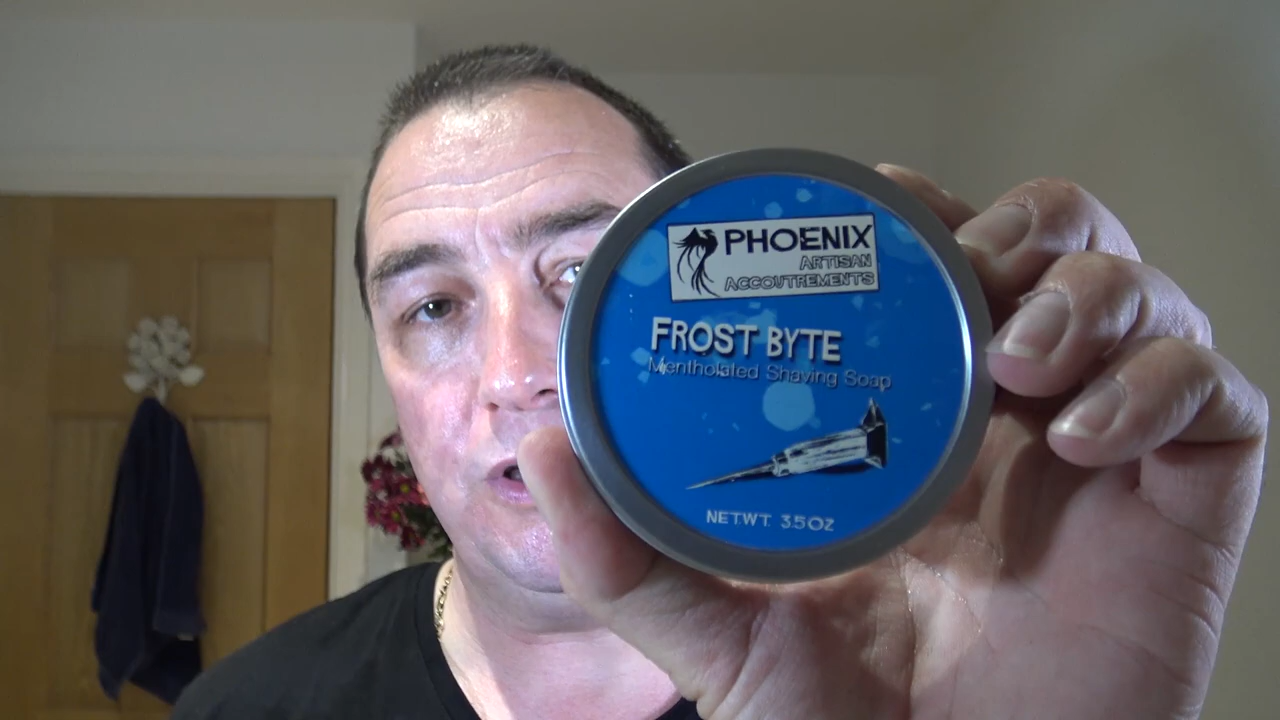 PHOENIX
ARTISAN
ACCOUTREMENTS
FROST BYTE
Mentholated Shaving Soap
NET.WT. 3.5OZ